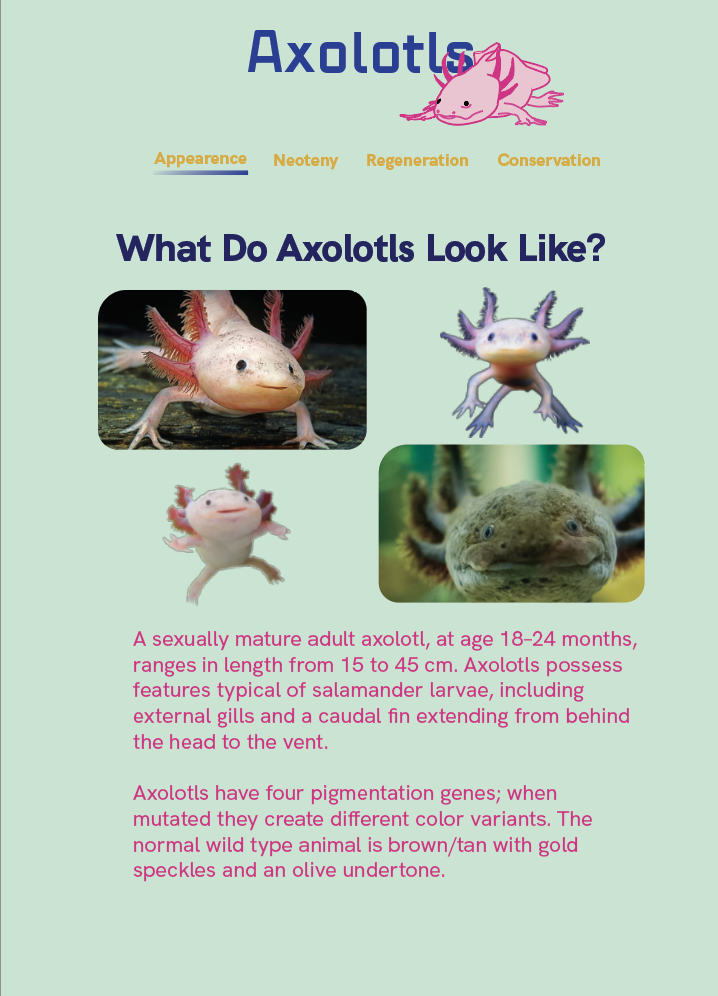 Axolotls
Appearence Neoteny Regeneration Conservation
What Do Axolotls Look Like?
A sexually mature adult axolotl, at age 18–24 months,
ranges in length from 15 to 45 cm. Axolotls possess
features typical of salamander larvae, including
external gills and a caudal fin extending from behind
the head to the vent.
Axolotls have four pigmentation genes; when
mutated they create different color variants. The
normal wild type animal is brown/tan with gold
speckles and an olive undertone.